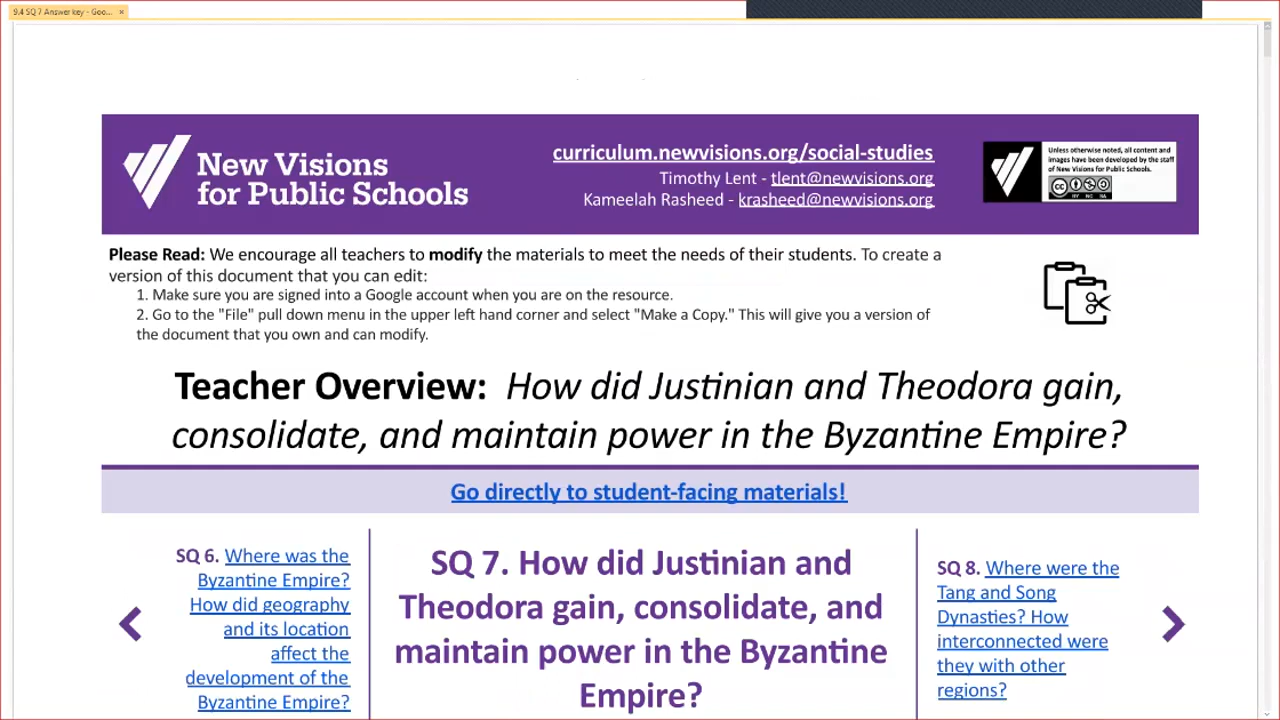 9.4 SQ 7 Answer key - Goo... ×
New Visions
for Public Schools
curriculum.newvisions.org/social-studies
Timothy Lent - tlent@newvisions.org
Kameelah Rasheed - krasheed@newvisions.org
Unless otherwise noted, all content and
images have been developed by the staff
of New Visions for Public Schools.
CC
BY NC SA
Please Read: We encourage all teachers to modify the materials to meet the needs of their students. To create a
version of this document that you can edit:
1. Make sure you are signed into a Google account when you are on the resource.
2. Go to the "File" pull down menu in the upper left hand corner and select "Make a Copy." This will give you a version of
the document that you own and can modify.
Teacher Overview: How did Justinian and Theodora gain,
consolidate, and maintain power in the Byzantine Empire?
Go directly to student-facing materials!
SQ 6. Where was the
Byzantine Empire?
How did geography
and its location
affect the
development of the
Byzantine Empire?
SQ 7. How did Justinian and
Theodora gain, consolidate, and
maintain power in the Byzantine
Empire?
SQ 8. Where were the
Tang and Song
Dynasties? How
interconnected were
they with other
regions?